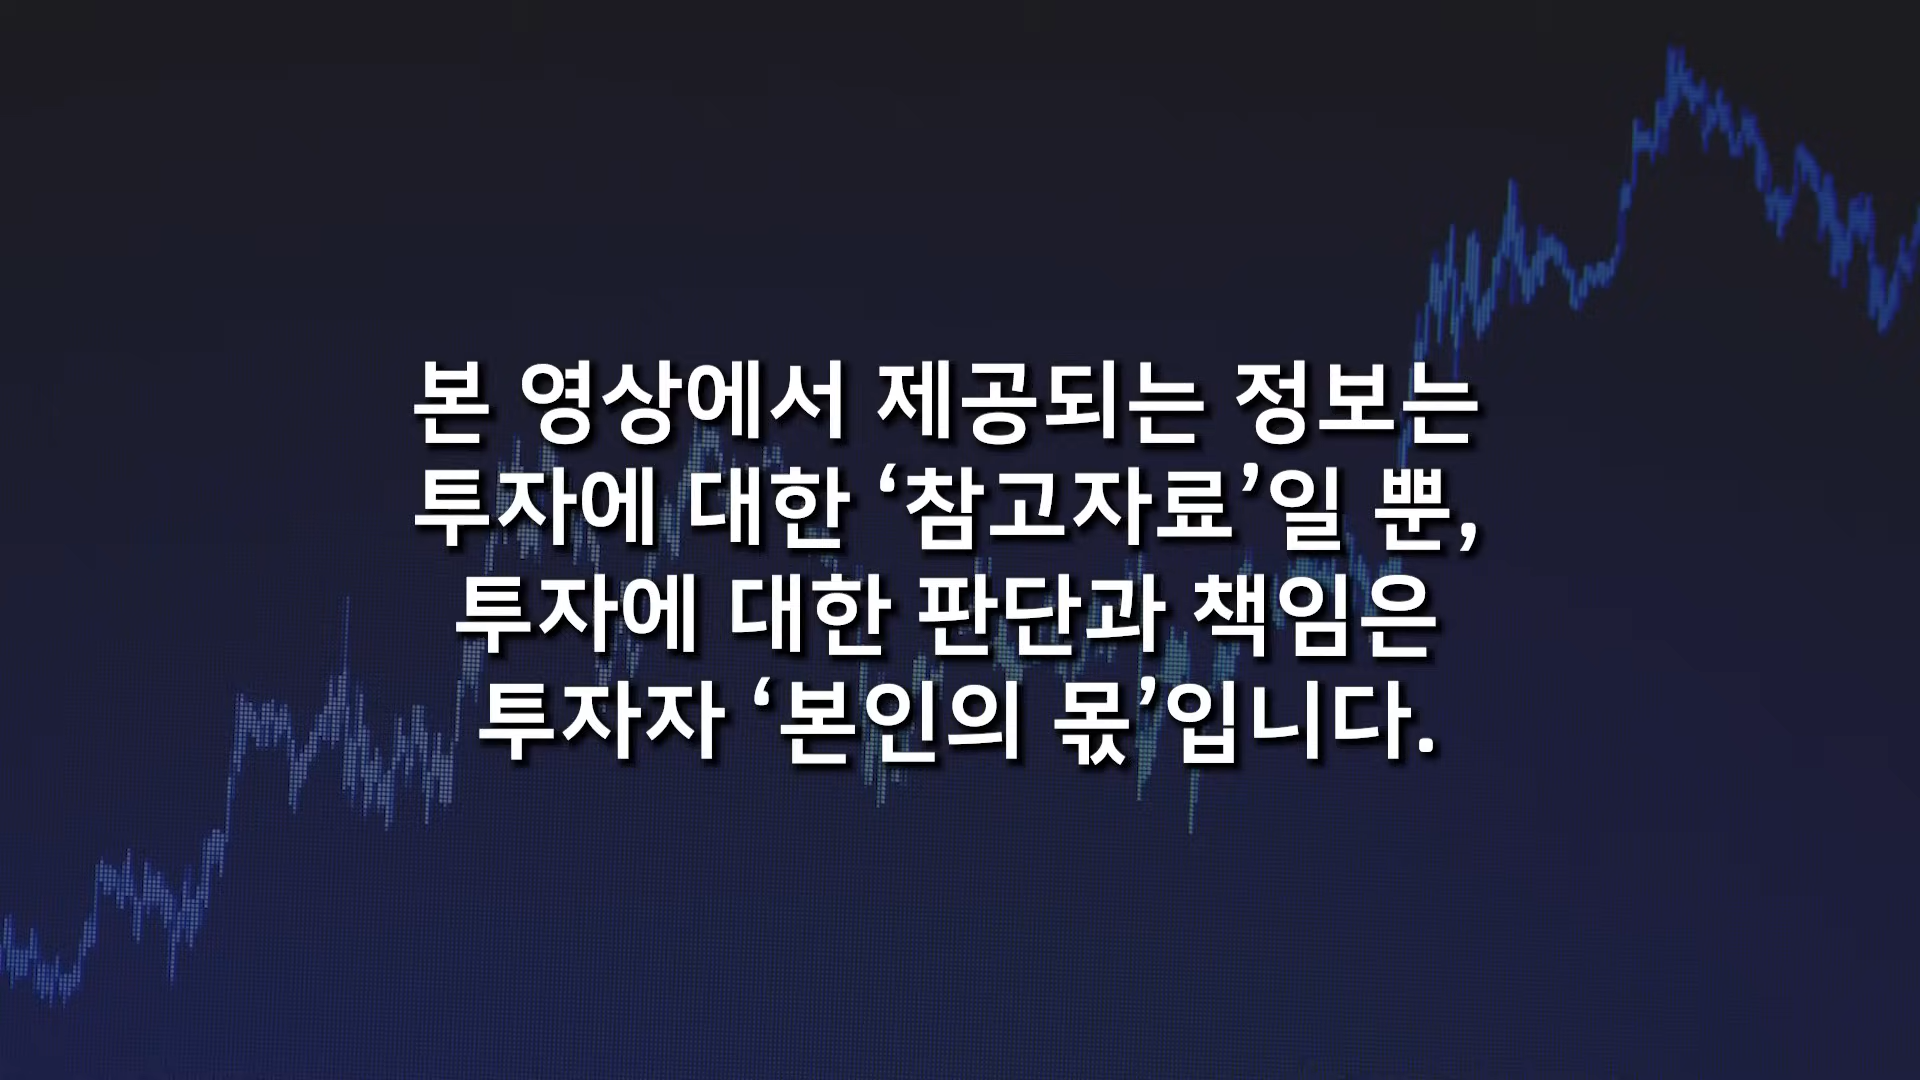 본 영상에서 제공되는 정보는
투자에 대한 ‘참고자료’일 뿐,
투자에 대한 판단과 책임은
투자자 ‘본인의 몫’입니다.